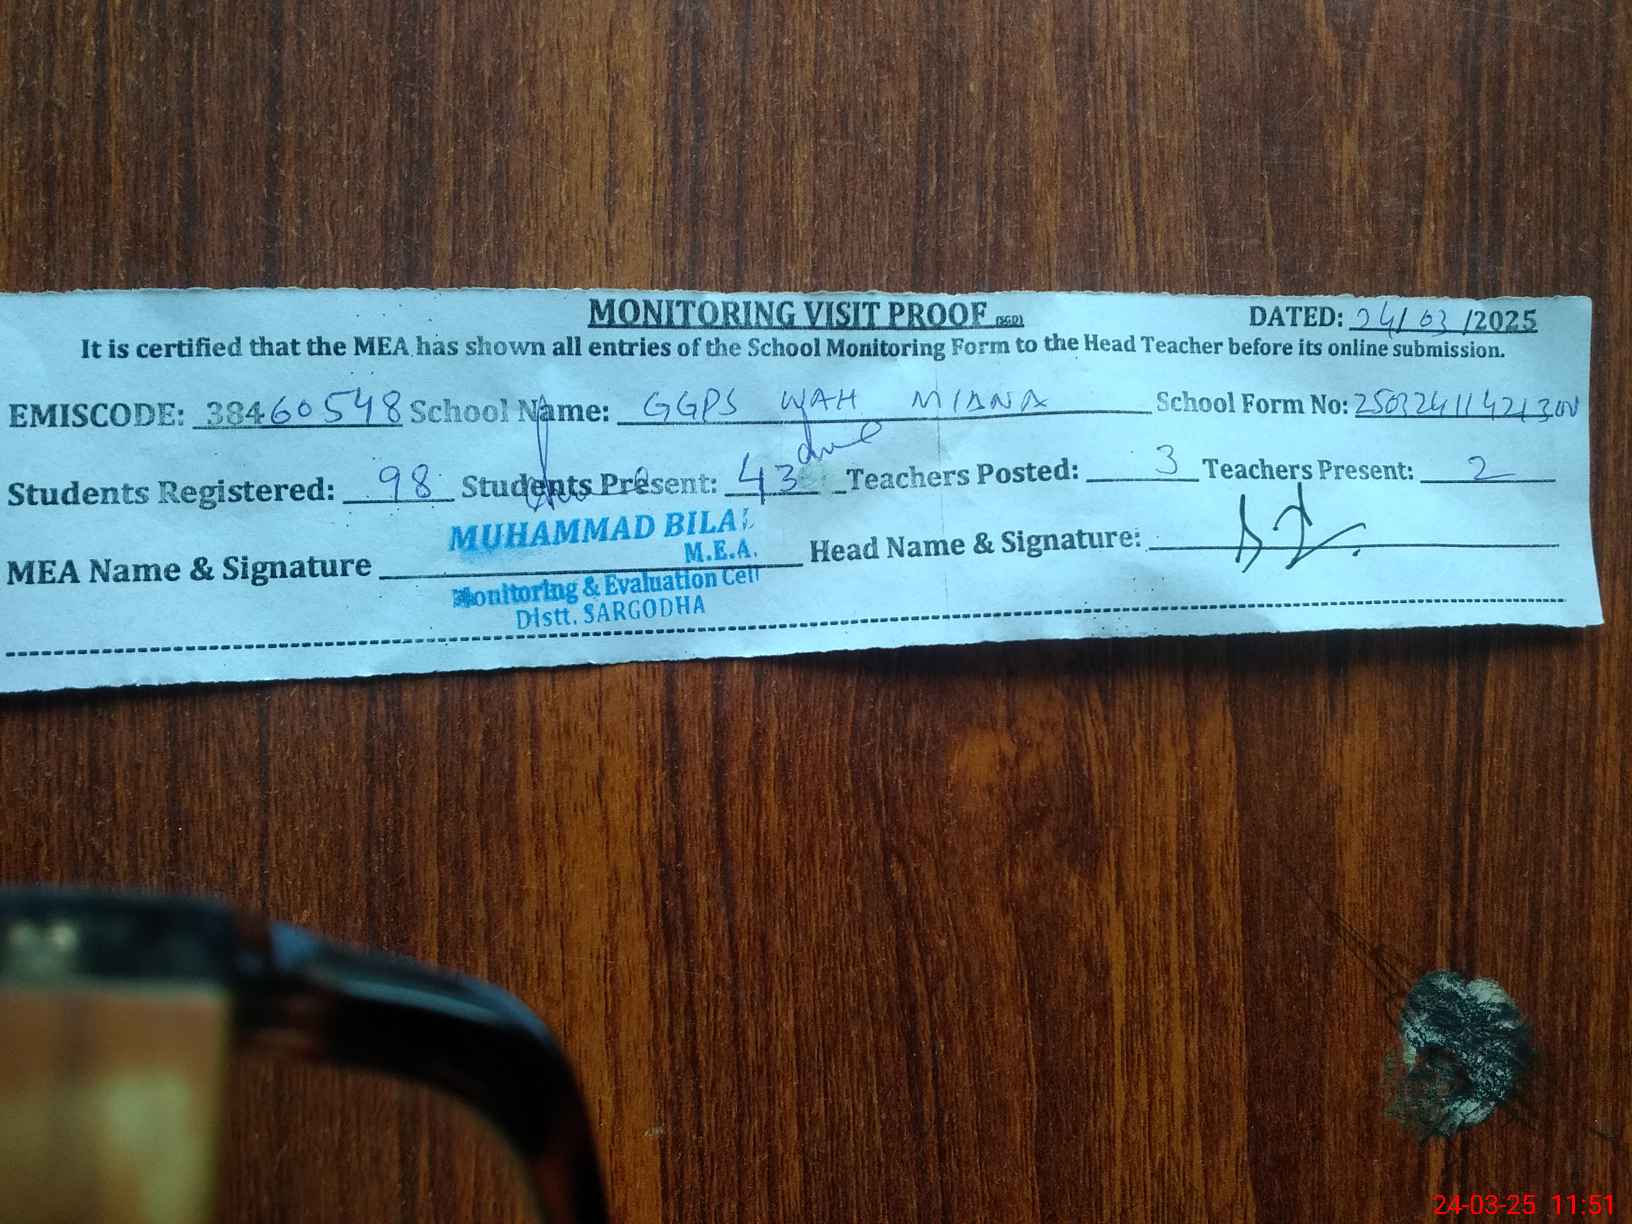 MONITORING VISIT PROOF (SGD) DATED: 24/03/2025
It is certified that the MEA has shown all entries of the School Monitoring Form to the Head Teacher before its online submission.
EMISCODE: 38460548 School Name: GGPS WAH MIANA School Form No:
Students Registered: 98 Students Present: 43 Teachers Posted: 3 Teachers Present: 2
MEA Name & Signature MUHAMMAD BILAL Head Name & Signature:
M.E.A.
Monitoring & Evaluation Cell
Distt. SARGODHA
24-03-25 11:51